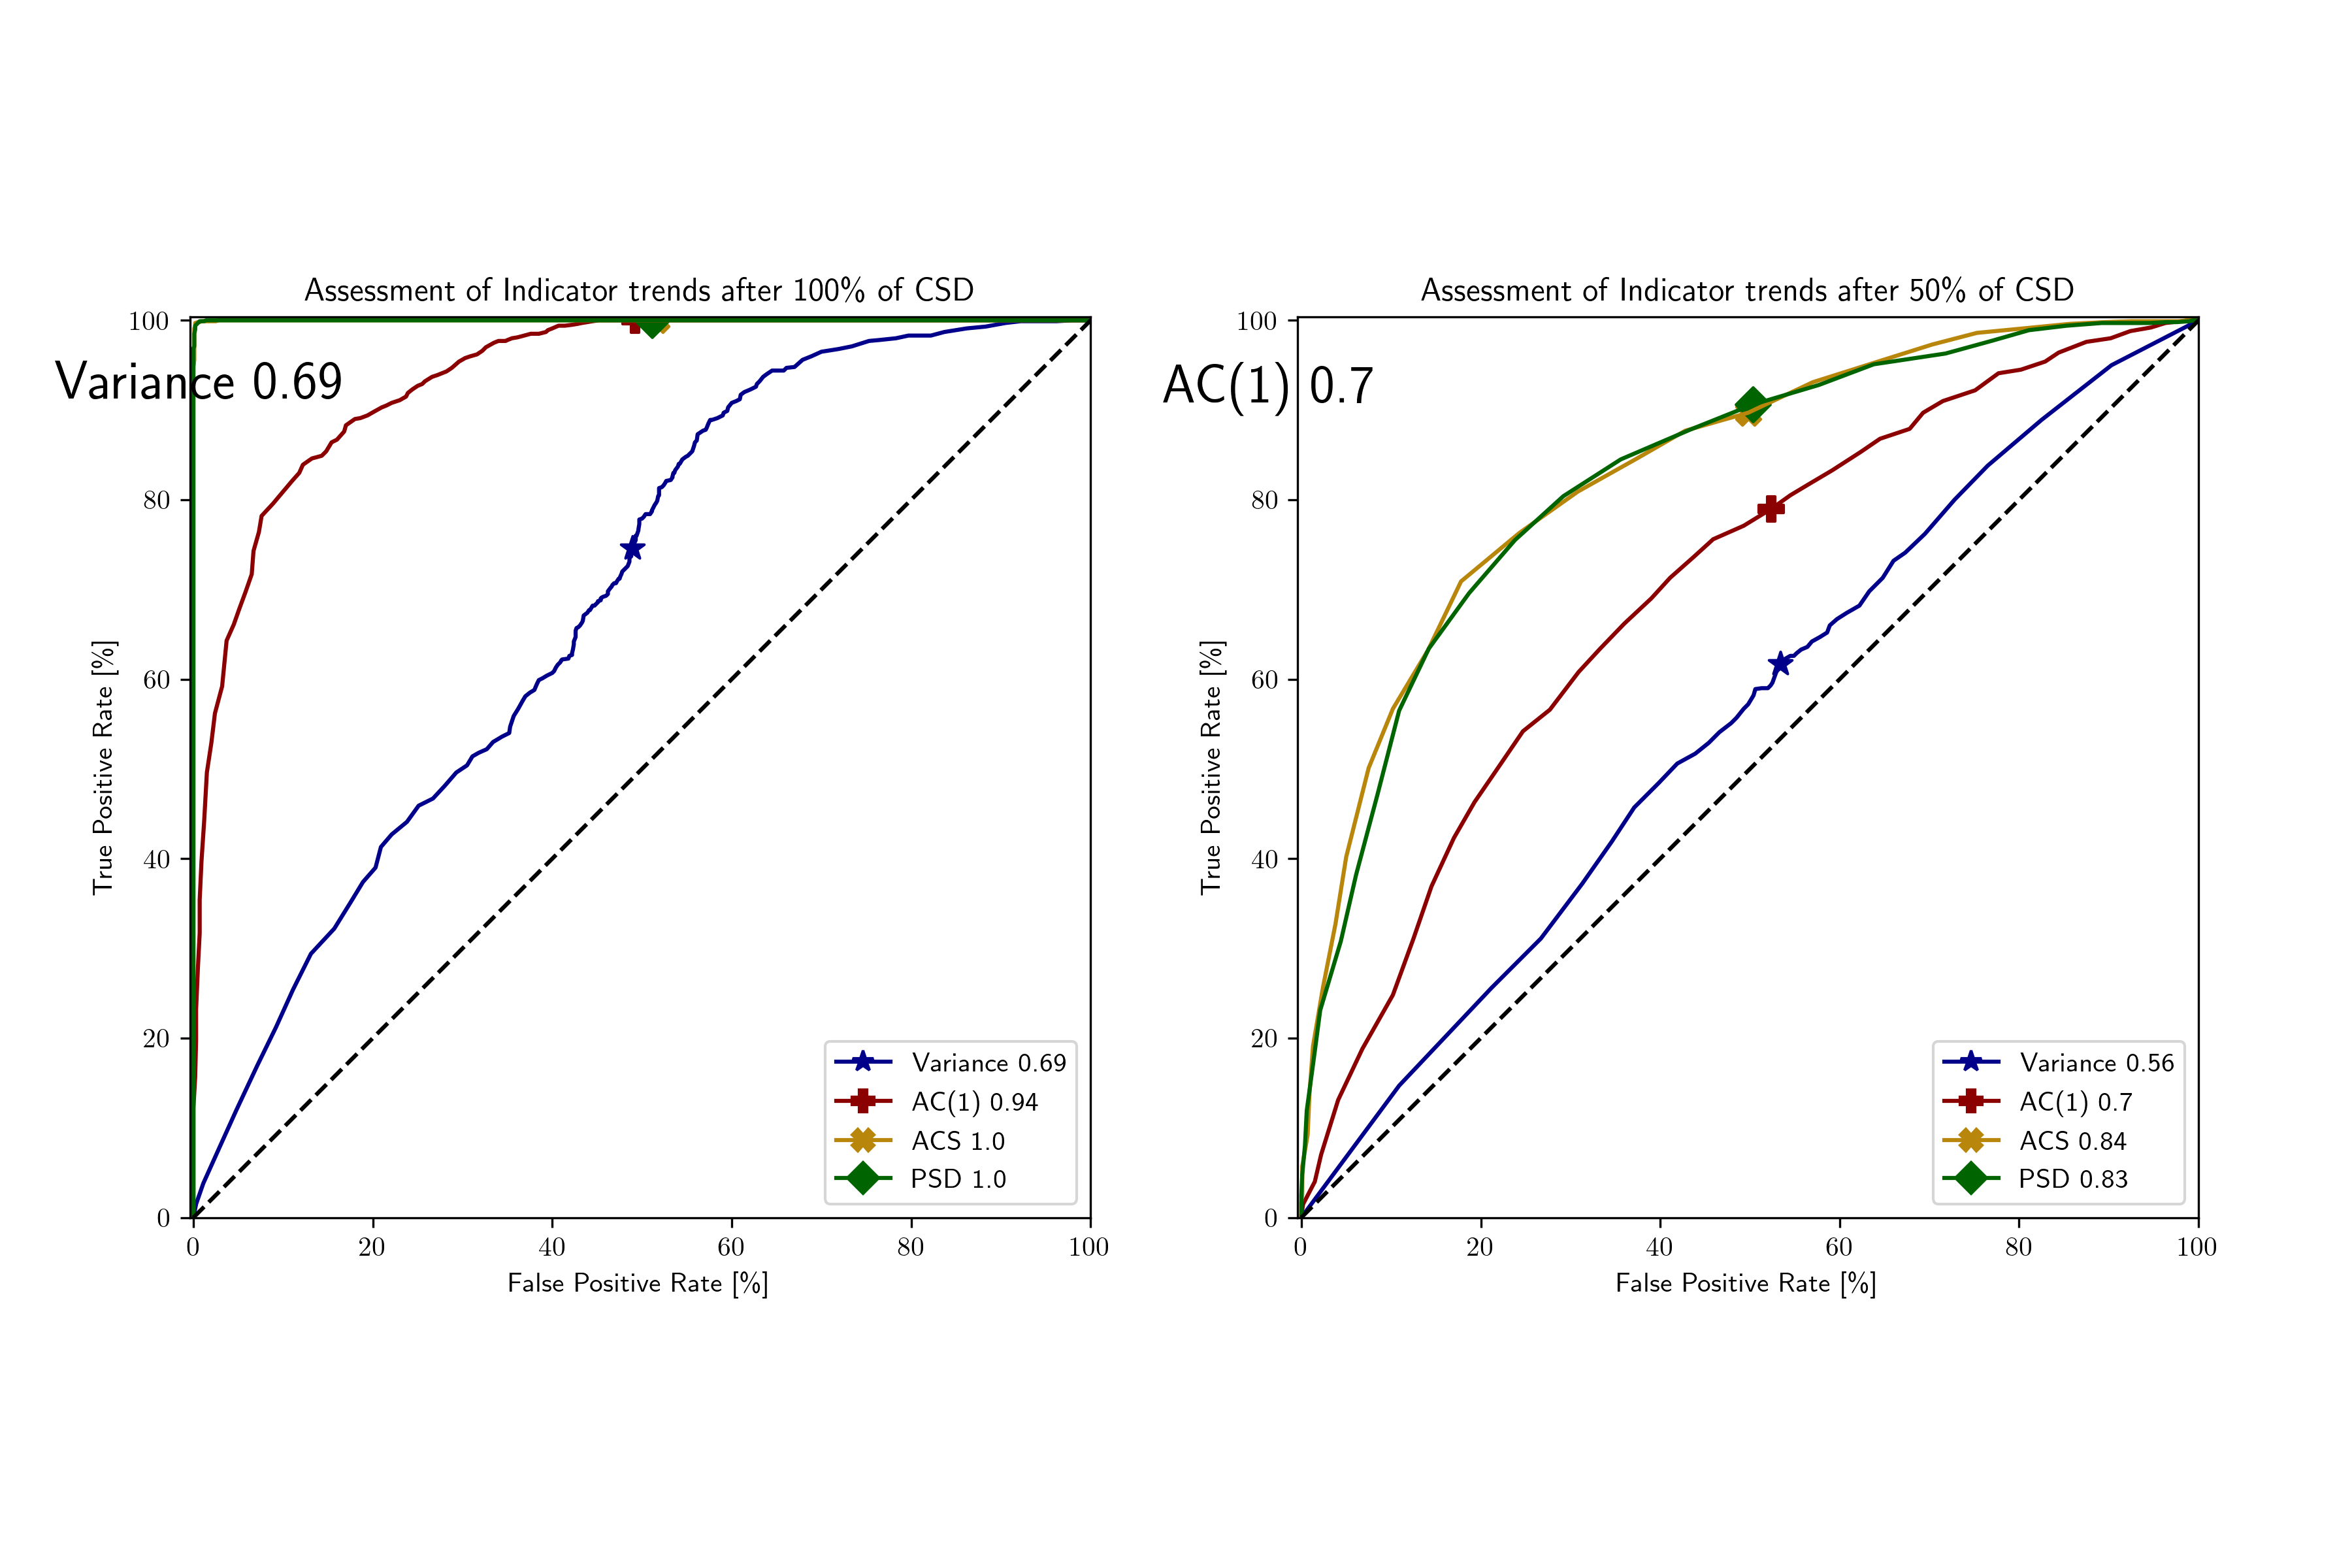 Assessment of Indicator trends after 100% of CSD
Variance 0.69
True Positive Rate [%]
100
80
60
40
20
0
0 20 40 60 80 100
False Positive Rate [%]
Variance 0.69
AC(1) 0.94
ACS 1.0
PSD 1.0
Assessment of Indicator trends after 50% of CSD
AC(1) 0.7
True Positive Rate [%]
100
80
60
40
20
0
0 20 40 60 80 100
False Positive Rate [%]
Variance 0.56
AC(1) 0.7
ACS 0.84
PSD 0.83